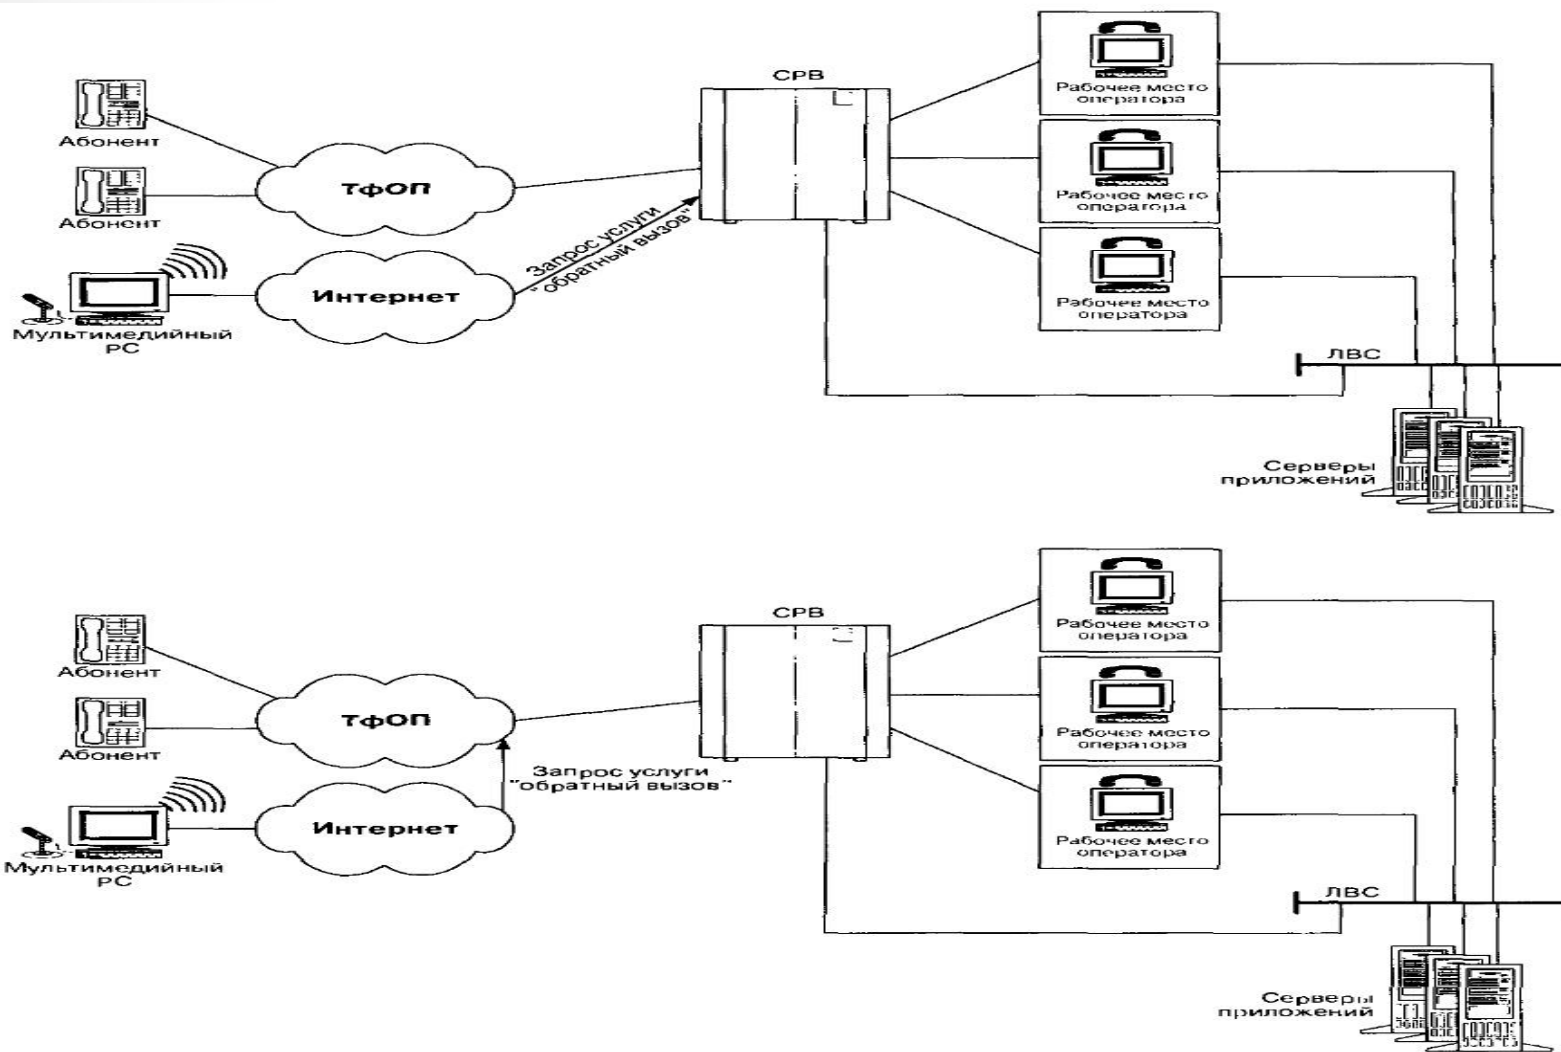 СРВ
Рабочее место
оператора
Абонент
ТфОП
Рабочее место
оператора
Абонент
Запрос услуги
"обратный вызов"
Интернет
Рабочее место
оператора
Мультимедийный
PC
ЛВС
Серверы
приложений
СРВ
Рабочее место
оператора
Абонент
ТфОП
Рабочее место
оператора
Абонент
Запрос услуги
"обратный вызов"
Интернет
Рабочее место
оператора
Мультимедийный
PC
ЛВС
Серверы
приложений